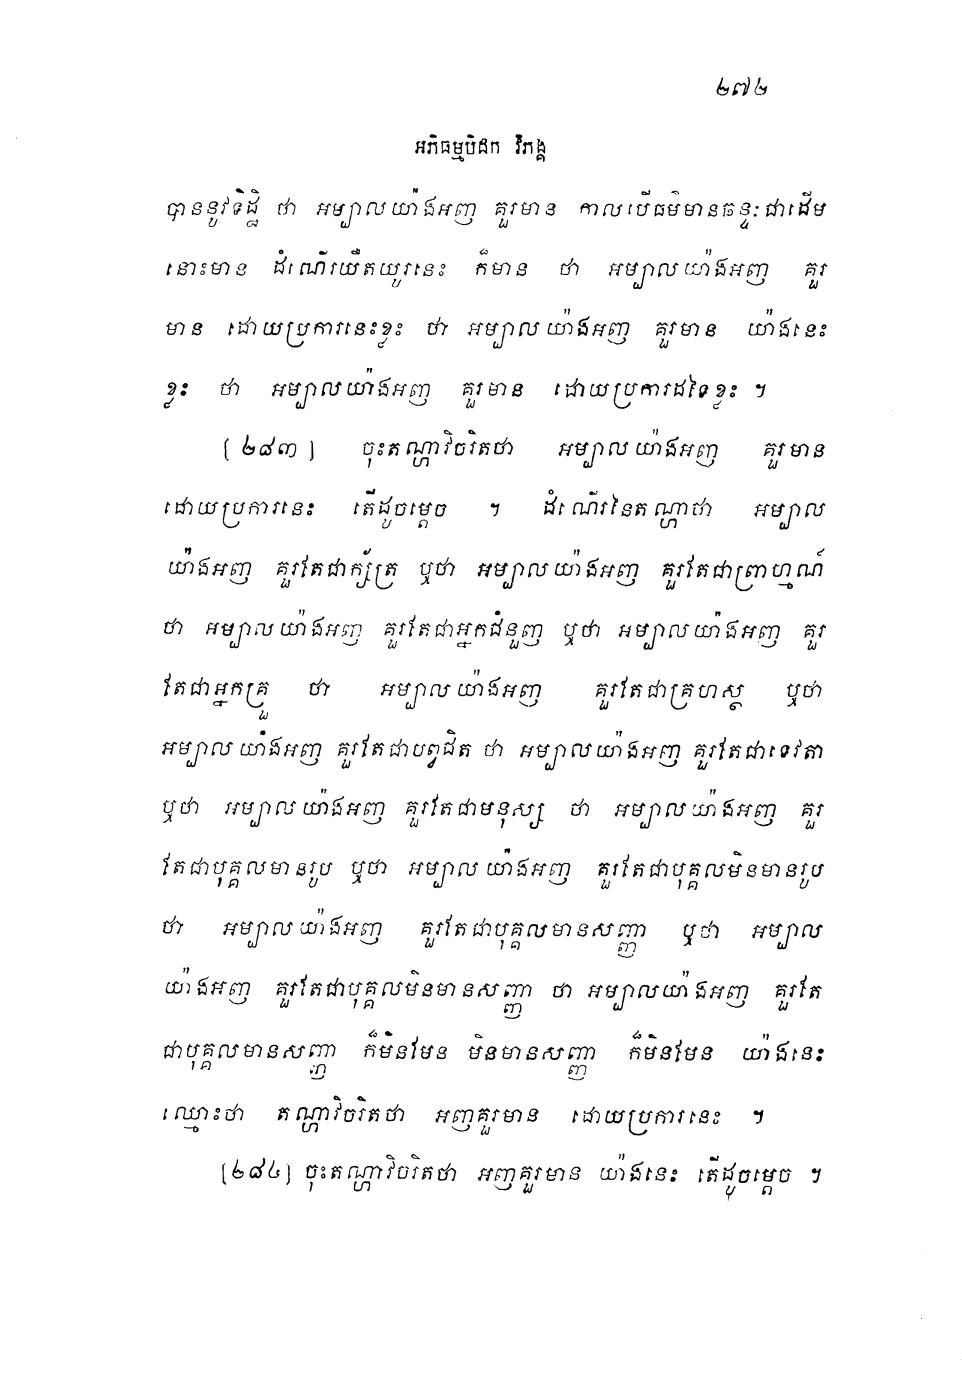 ២៧២
អភិធម្មបិដក វិភង្គ
បាននូវទិដ្ឋិ ថា អម្បាលយ៉ាងអញ គួរមាន កាលបើធម៌មានឆន្ទៈជាដើម
នោះមាន ដំណើរយឺតយូរនេះ ក៏មាន ថា អម្បាលយ៉ាងអញ គួរ
មាន ដោយប្រការនេះខ្លះ ថា អម្បាលយ៉ាងអញ គួរមាន យ៉ាងនេះ
ខ្លះ ថា អម្បាលយ៉ាងអញ គួរមាន ដោយប្រការដទៃខ្លះ ។
[២៨៣] ចុះតណ្ហាវិចរិតថា អម្បាលយ៉ាងអញ គួរមាន
ដោយប្រការនេះ តើដូចម្តេច ។ ដំណើរនៃតណ្ហាថា អម្បាល
យ៉ាងអញ គួរតែជាក្ស័ត្រ ឬថា អម្បាលយ៉ាងអញ គួរតែជាព្រាហ្មណ៍
ថា អម្បាលយ៉ាងអញ គួរតែជាអ្នកជំនួញ ឬថា អម្បាលយ៉ាងអញ គួរ
តែជាអ្នកគ្រួ ថា អម្បាលយ៉ាងអញ គួរតែជាគ្រហស្ថ ឬថា
អម្បាលយ៉ាងអញ គួរតែជាបព្វជិត ថា អម្បាលយ៉ាងអញ គួរតែជាទេវតា
ឬថា អម្បាលយ៉ាងអញ គួរតែជាមនុស្ស ថា អម្បាលយ៉ាងអញ គួរ
តែជាបុគ្គលមានរូប ឬថា អម្បាលយ៉ាងអញ គួរតែជាបុគ្គលមិនមានរូប
ថា អម្បាលយ៉ាងអញ គួរតែជាបុគ្គលមានសញ្ញា ឬថា អម្បាល
យ៉ាងអញ គួរតែជាបុគ្គលមិនមានសញ្ញា ថា អម្បាលយ៉ាងអញ គួរតែ
ជាបុគ្គលមានសញ្ញា ក៏មិនមែន មិនមានសញ្ញា ក៏មិនមែន យ៉ាងនេះ
ឈ្មោះថា តណ្ហាវិចរិតថា អញគួរមាន ដោយប្រការនេះ ។
[២៨៤] ចុះតណ្ហាវិចរិតថា អញគួរមាន យ៉ាងនេះ តើដូចម្តេច ។